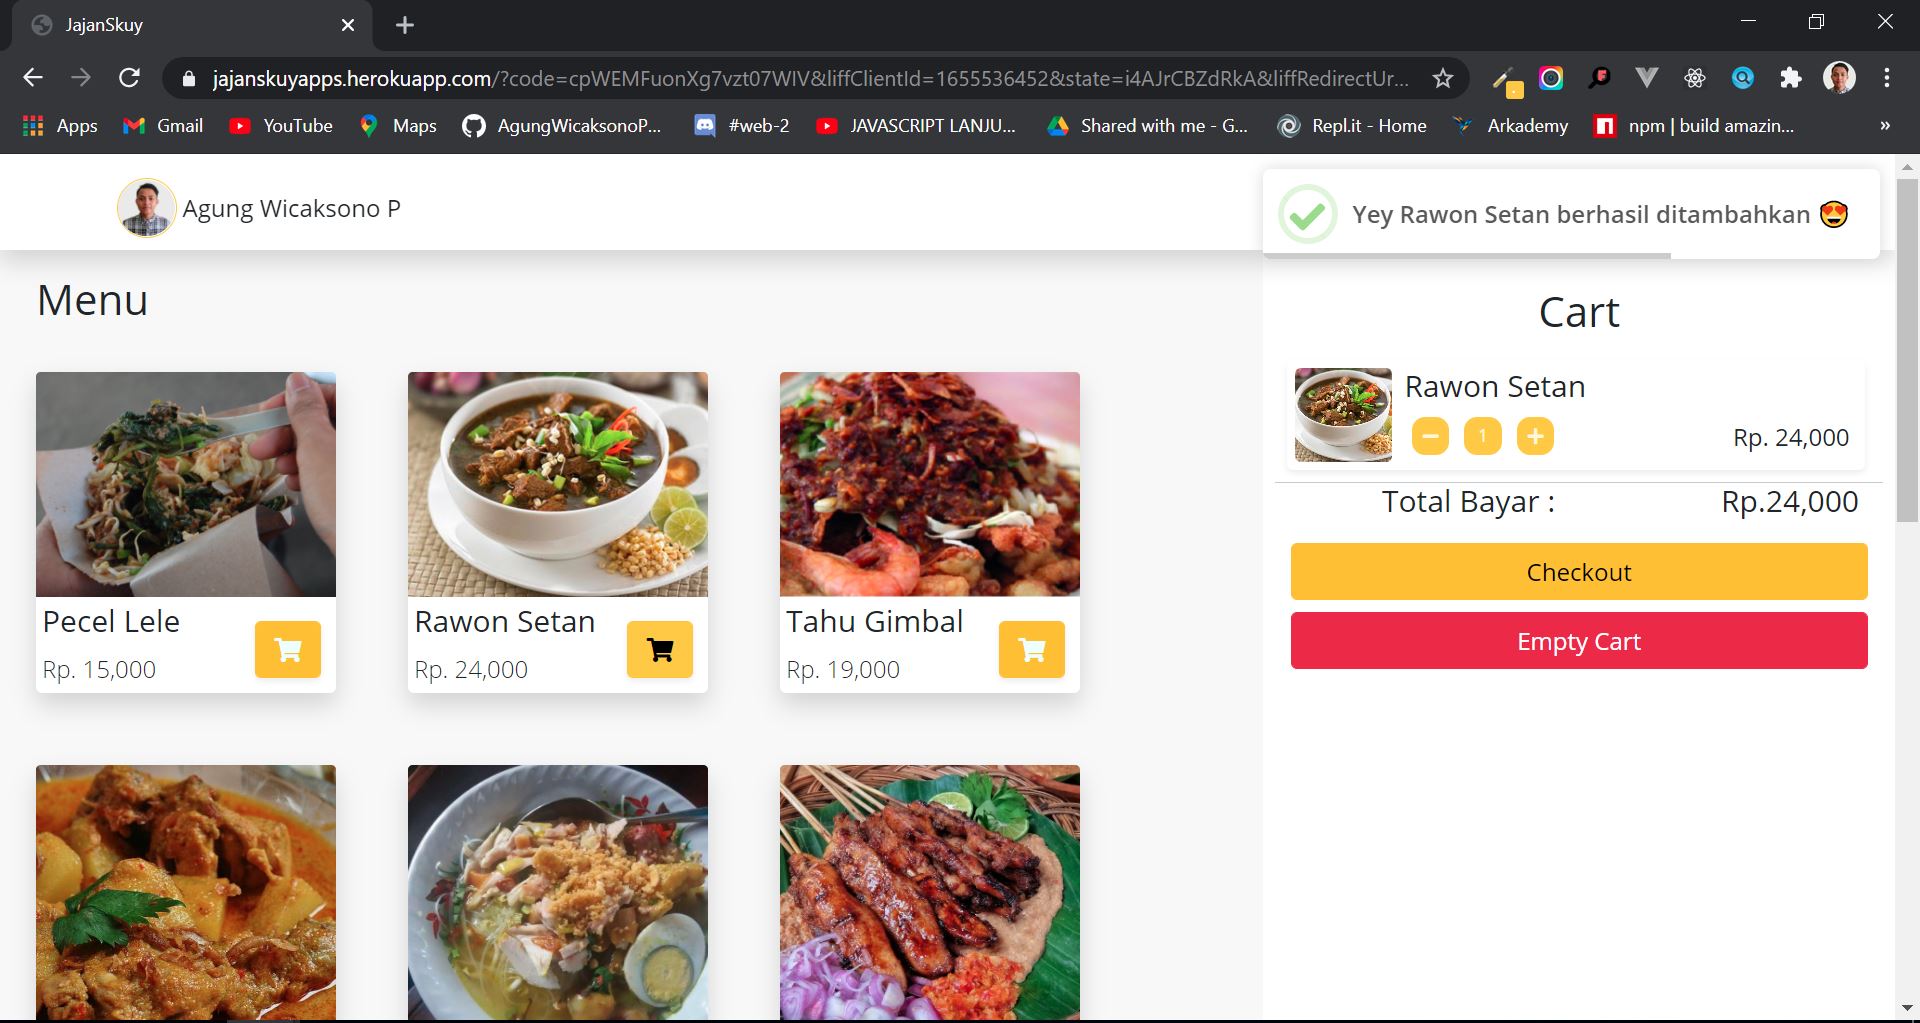 JajanSkuy
jajanskuyapps.herokuapp.com/?code=cpWEMFuonXg7vzt07WIV&liffClientId=1655536452&state=i4AJrCBZdRkA&liffRedirectUr...
Apps
Gmail
YouTube
Maps
AgungWicaksonoP...
#web-2
JAVASCRIPT LANJU...
Shared with me - G...
Repl.it - Home
Arkademy
npm | build amazin...
»
Agung Wicaksono P
Yey Rawon Setan berhasil ditambahkan 😍
Menu
Pecel Lele
Rp. 15,000
Rawon Setan
Rp. 24,000
Tahu Gimbal
Rp. 19,000
Cart
Rawon Setan
1
Rp. 24,000
Total Bayar : Rp.24,000
Checkout
Empty Cart